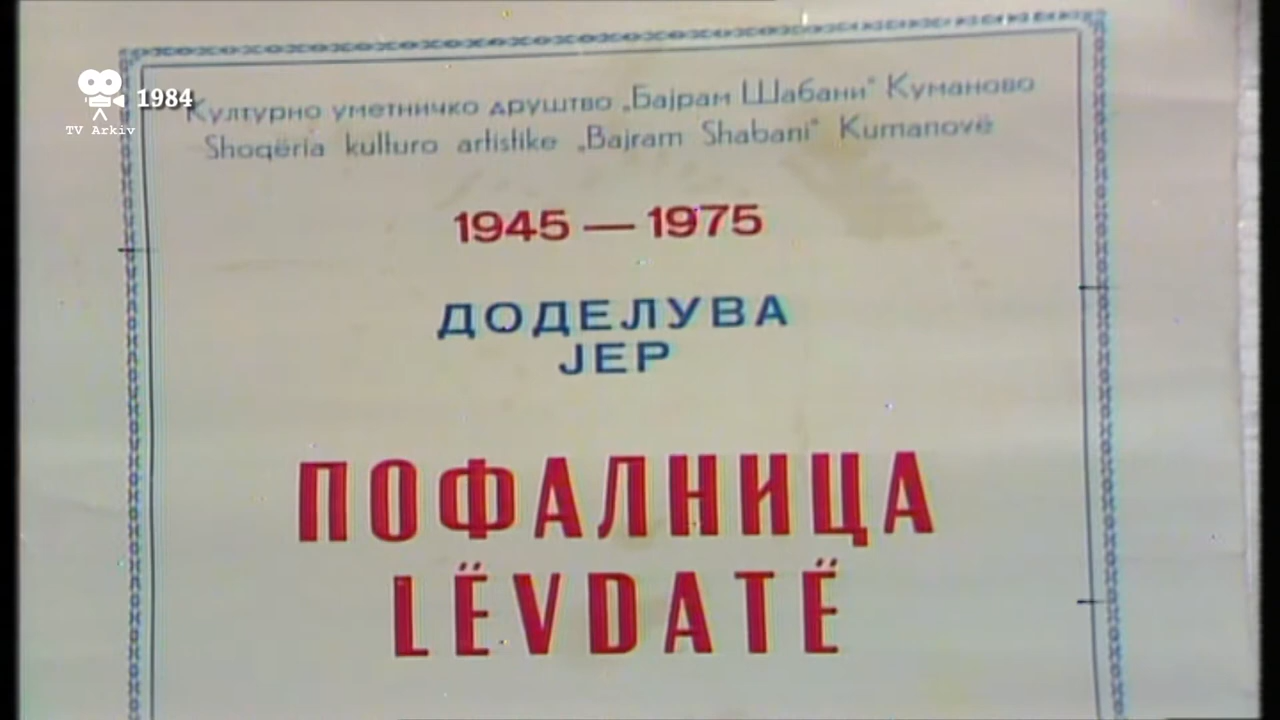 1984
TV Arkiv
Културно уметничко друштво „Бајрам Шабани" Куманово
Shoqëria kulturo artistike „Bajram Shabani" Kumanovë
1945 — 1975
ДОДЕЛУВА
ЈЕР
ПОФАЛНИЦА
LËVDATË